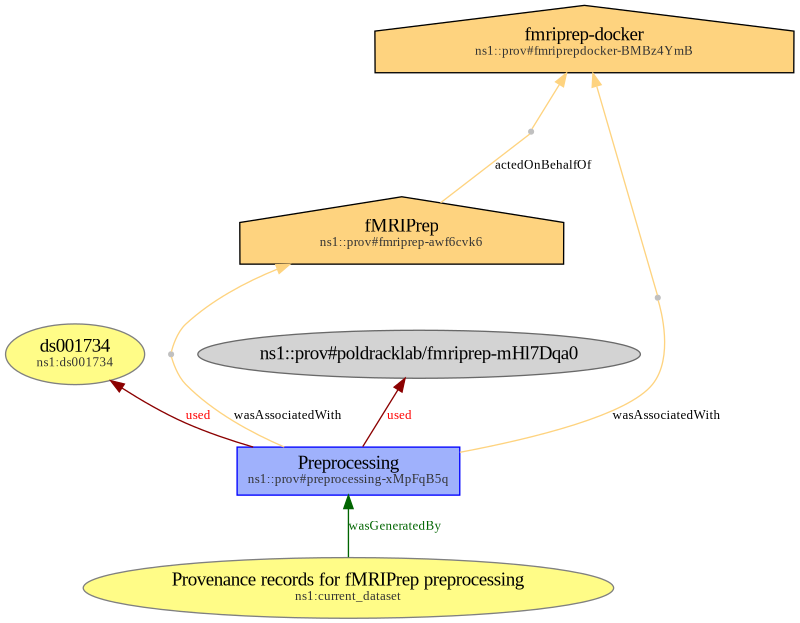 fmriprep-docker
ns1::prov#fmriprepdocker-BMBz4YmB
actedOnBehalfOf
fMRIPrep
ns1::prov#fmriprep-awf6cvk6
ds001734
ns1:ds001734
ns1::prov#poldracklab/fmriprep-mHl7Dqa0
used
wasAssociatedWith
used
wasAssociatedWith
Preprocessing
ns1::prov#preprocessing-xMpFqB5q
wasGeneratedBy
Provenance records for fMRIPrep preprocessing
ns1:current_dataset